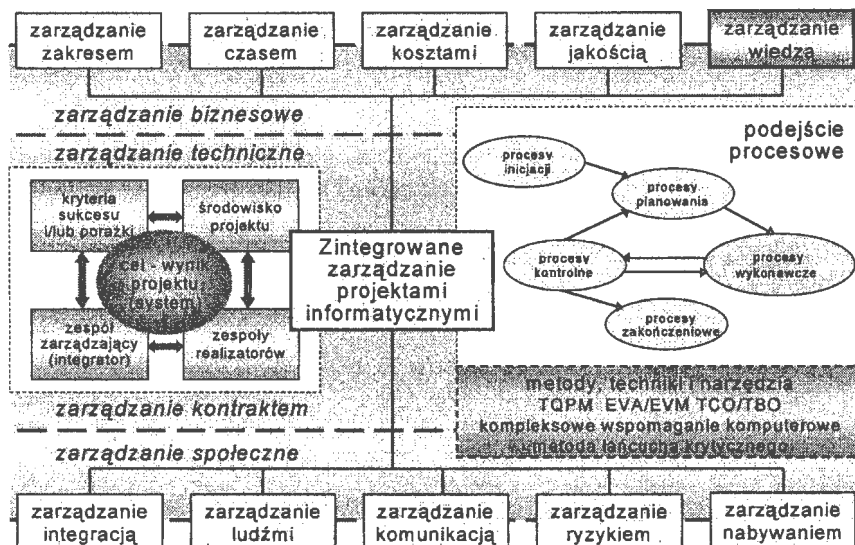 zarządzanie
zakresem
zarządzanie
czasem
zarządzanie
kosztami
zarządzanie
jakością
zarządzanie
wiedzą
zarządzanie biznesowe
zarządzanie techniczne
kryteria
sukcesu
i/lub porażki
środowisko
projektu
cel - wynik
projektu
(system)
zespół
zarządzający
(integrator)
zespoły
realizatorów
zarządzanie kontraktem
zarządzanie społeczne
Zintegrowane
zarządzanie
projektami
informatycznymi
podejście
procesowe
procesy
inicjacji
procesy
planowania
procesy
kontrolne
procesy
wykonawcze
procesy
zakończeniowe
metody, techniki i narzędzia
TQPM EVA/EVM TCO/TBO
kompleksowe wspomaganie komputerowe
metoda łańcucha krytycznego
zarządzanie
integracją
zarządzanie
ludźmi
zarządzanie
komunikacją
zarządzanie
ryzykiem
zarządzanie
nabywaniem